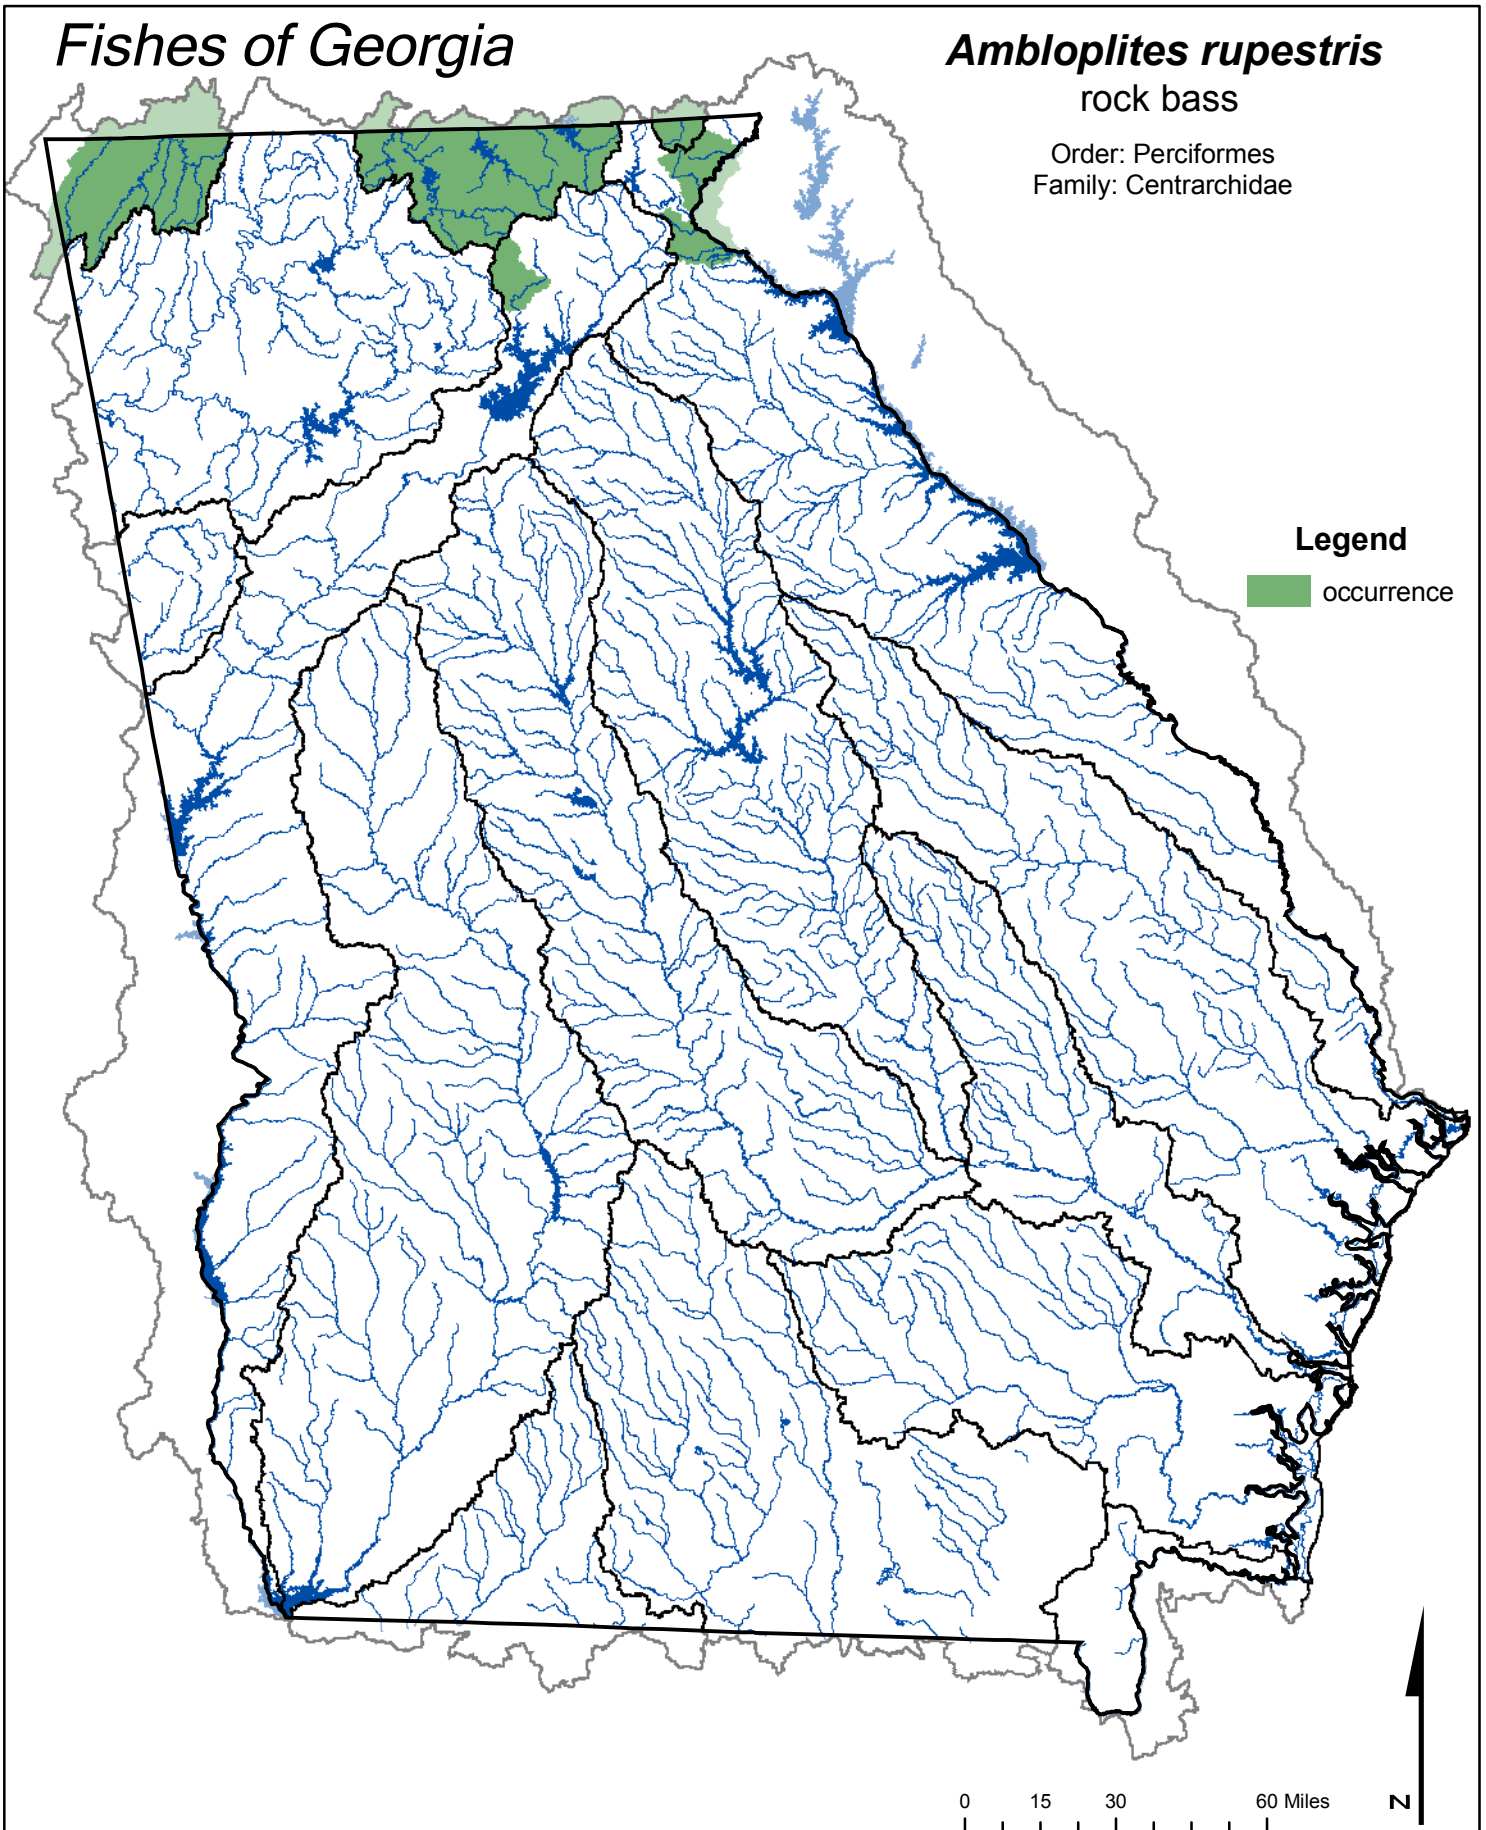 Fishes of Georgia
Ambloplites rupestris
rock bass
Order: Perciformes
Family: Centrarchidae
Legend
occurrence
0 15 30 60 Miles
N